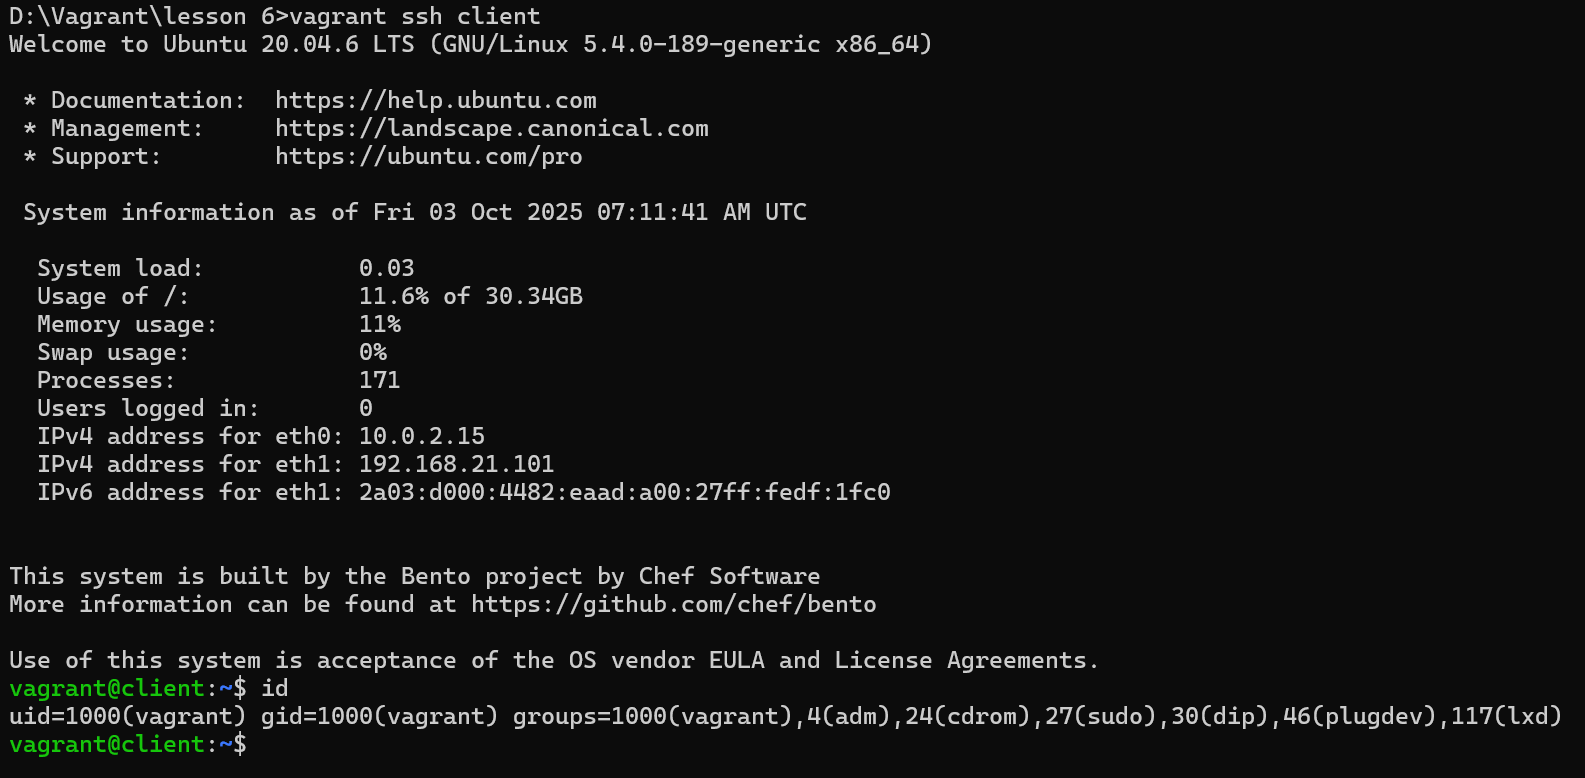 D:\Vagrant\lesson 6>vagrant ssh client
Welcome to Ubuntu 20.04.6 LTS (GNU/Linux 5.4.0-189-generic x86_64)

 * Documentation:  https://help.ubuntu.com
 * Management:     https://landscape.canonical.com
 * Support:        https://ubuntu.com/pro

 System information as of Fri 03 Oct 2025 07:11:41 AM UTC

  System load:           0.03
  Usage of /:            11.6% of 30.34GB
  Memory usage:          11%
  Swap usage:            0%
  Processes:             171
  Users logged in:       0
  IPv4 address for eth0: 10.0.2.15
  IPv4 address for eth1: 192.168.21.101
  IPv6 address for eth1: 2a03:d000:4482:eaad:a00:27ff:fedf:1fc0


This system is built by the Bento project by Chef Software
More information can be found at https://github.com/chef/bento

Use of this system is acceptance of the OS vendor EULA and License Agreements.
vagrant@client:~$ id
uid=1000(vagrant) gid=1000(vagrant) groups=1000(vagrant),4(adm),24(cdrom),27(sudo),30(dip),46(plugdev),117(lxd)
vagrant@client:~$